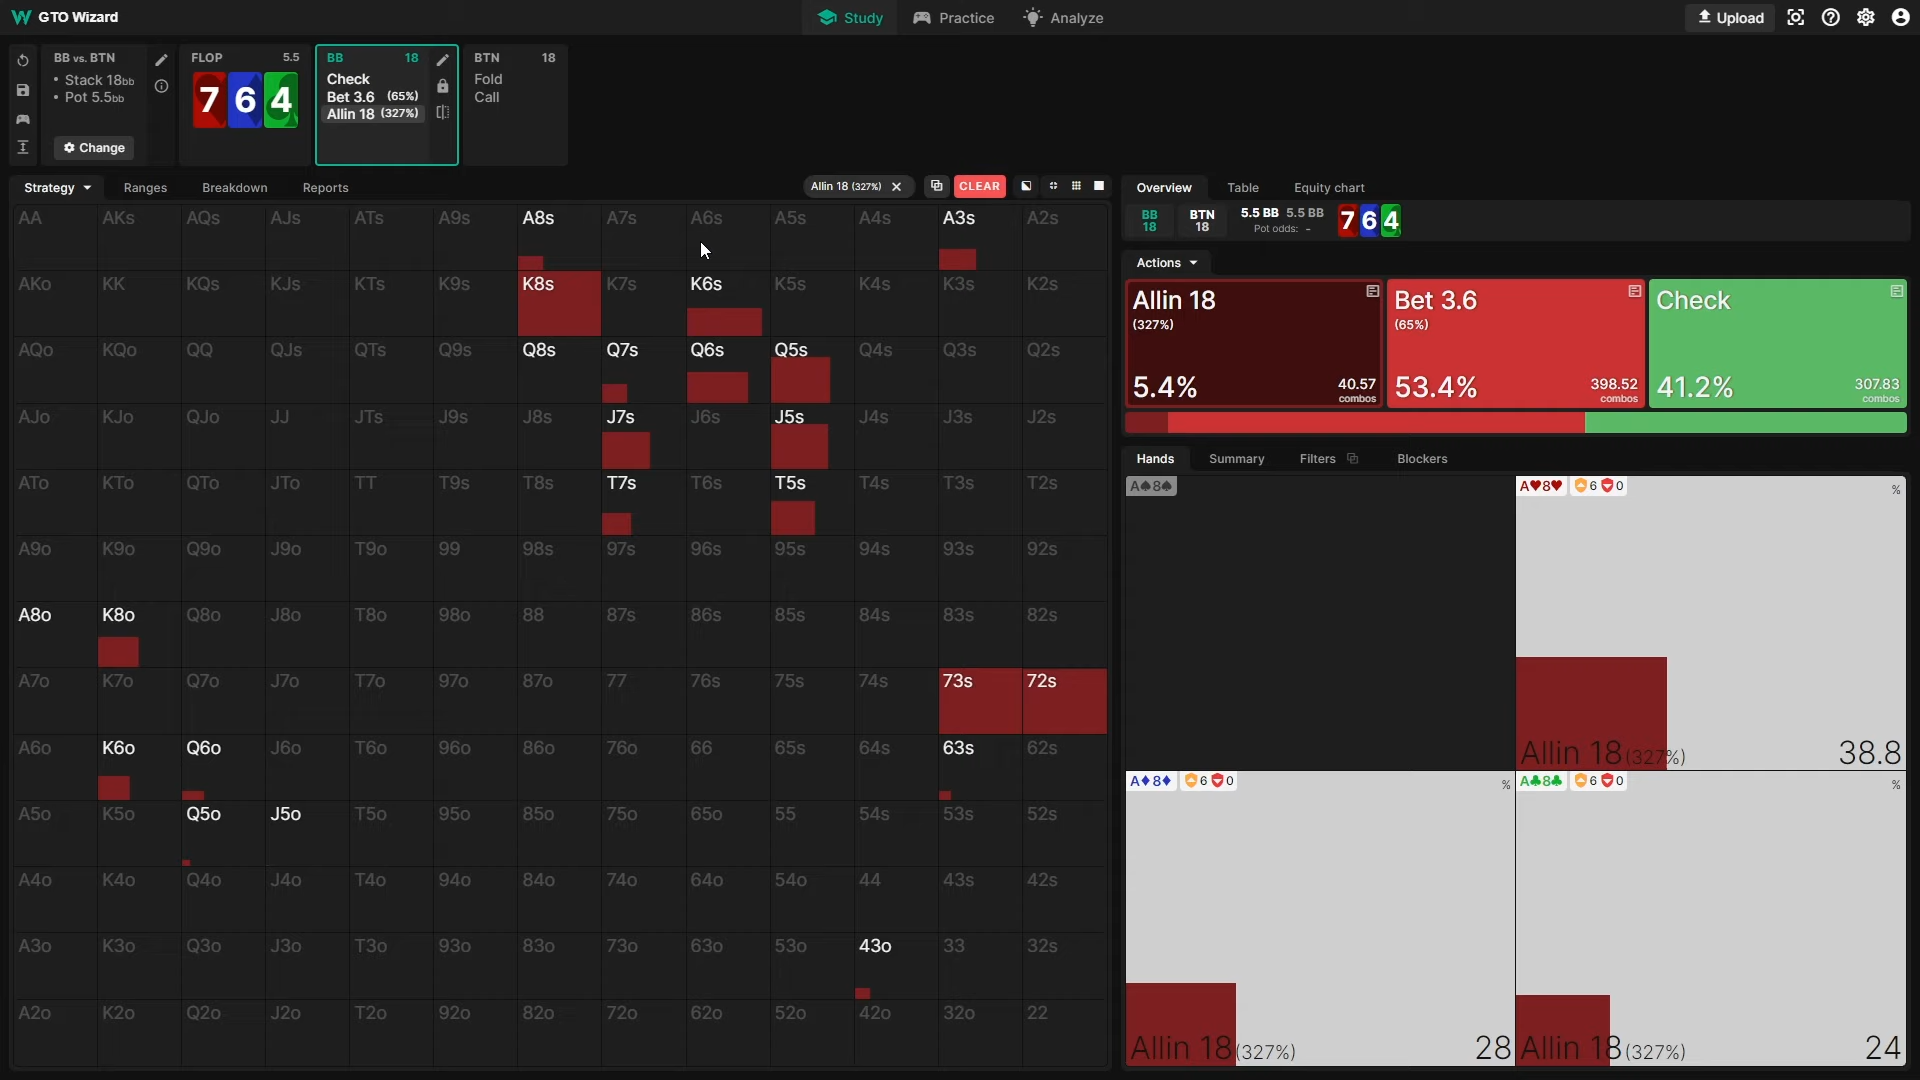 GTO Wizard
Study
Practice
Analyze
Upload
BB vs. BTN
• Stack 18bb
• Pot 5.5bb
Change
FLOP 5.5
7 6 4
BB 18
Check
Bet 3.6 (65%)
Allin 18 (327%)
BTN 18
Fold
Call
Strategy Ranges Breakdown Reports
Allin 18 (327%) CLEAR
AA AKs AQs AJs ATs A9s A8s A7s A6s A5s A4s A3s A2s
AKo KK KQs KJs KTs K9s K8s K7s K6s K5s K4s K3s K2s
AQo KQo QQ QJs QTs Q9s Q8s Q7s Q6s Q5s Q4s Q3s Q2s
AJo KJo QJo JJ JTs J9s J8s J7s J6s J5s J4s J3s J2s
ATo KTo QTo JTo TT T9s T8s T7s T6s T5s T4s T3s T2s
A9o K9o Q9o J9o T9o 99 98s 97s 96s 95s 94s 93s 92s
A8o K8o Q8o J8o T8o 98o 88 87s 86s 85s 84s 83s 82s
A7o K7o Q7o J7o T7o 97o 87o 77 76s 75s 74s 73s 72s
A6o K6o Q6o J6o T6o 96o 86o 76o 66 65s 64s 63s 62s
A5o K5o Q5o J5o T5o 95o 85o 75o 65o 55 54s 53s 52s
A4o K4o Q4o J4o T4o 94o 84o 74o 64o 54o 44 43s 42s
A3o K3o Q3o J3o T3o 93o 83o 73o 63o 53o 43o 33 32s
A2o K2o Q2o J2o T2o 92o 82o 72o 62o 52o 42o 32o 22
Overview Table Equity chart
BB 18
BTN 18
5.5 BB 5.5 BB
Pot odds: -
7 6 4
Actions
Allin 18
(327%)
5.4%
40.57
combos
Bet 3.6
(65%)
53.4%
398.52
combos
Check
41.2%
307.83
combos
Hands Summary Filters Blockers
A♠8♠
A♥8♥ 6 0 %
Allin 18 (327%) 38.8
A♦8♦ 6 0 %
Allin 18 (327%) 28
A♣8♣ 6 0 %
Allin 18 (327%) 24